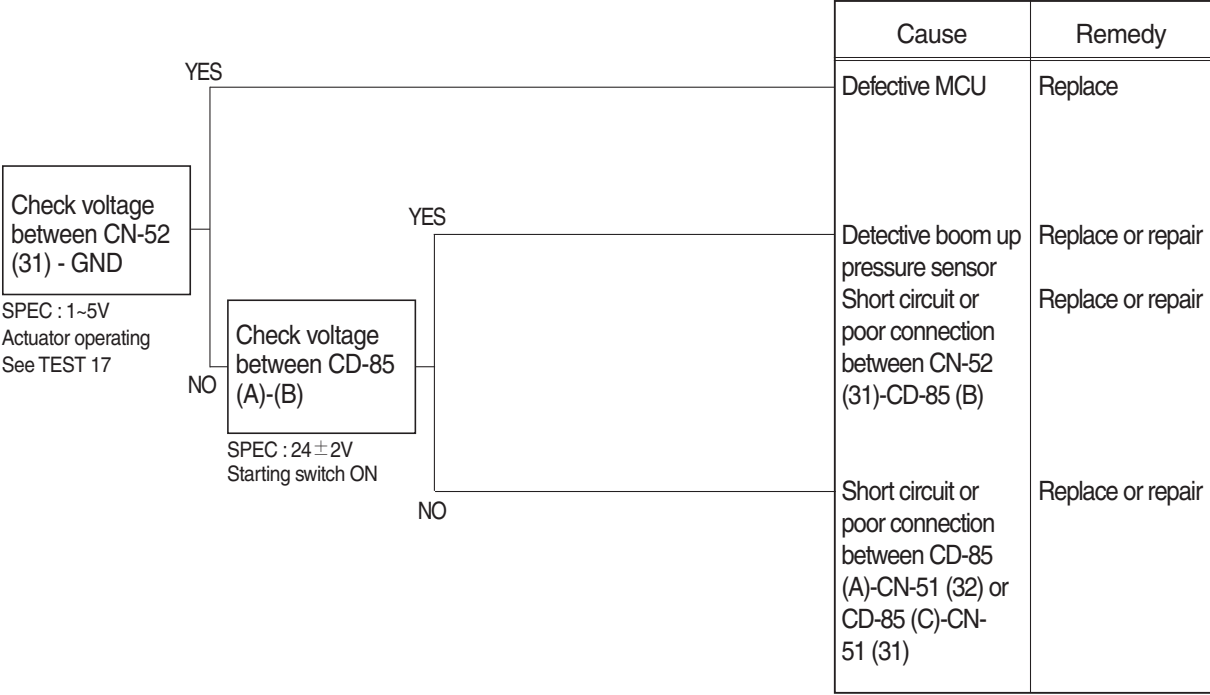 Cause
Remedy
YES
Defective MCU
Replace
Check voltage
between CN-52
(31) - GND
SPEC : 1~5V
Actuator operating
See TEST 17
NO
YES
Detective boom up
pressure sensor
Replace or repair
Short circuit or
poor connection
between CN-52
(31)-CD-85 (B)
Replace or repair
Check voltage
between CD-85
(A)-(B)
SPEC : 24±2V
Starting switch ON
NO
Short circuit or
poor connection
between CD-85
(A)-CN-51 (32) or
CD-85 (C)-CN-
51 (31)
Replace or repair